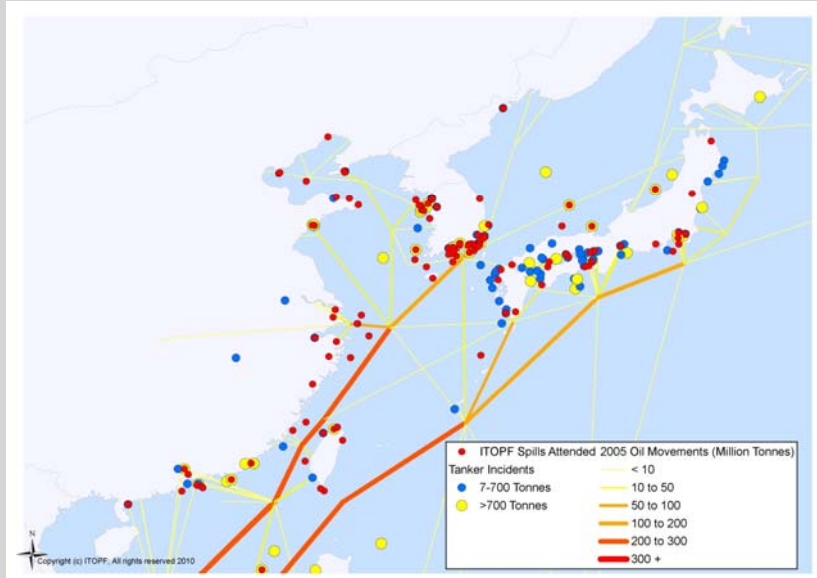 ITOPF Spills Attended 2005 Oil Movements (Million Tonnes)
Tanker Incidents
< 10
7-700 Tonnes
10 to 50
>700 Tonnes
50 to 100
100 to 200
200 to 300
300 +
N
Copyright (c) ITOPF; All rights reserved 2010